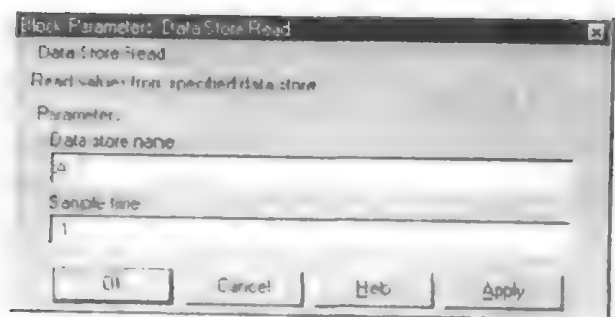 Block Parameters: Data Store Read
Data Store Read
Read values from specified data store
Parameters
Data store name
A
Sample time
1
OK
Cancel
Help
Apply